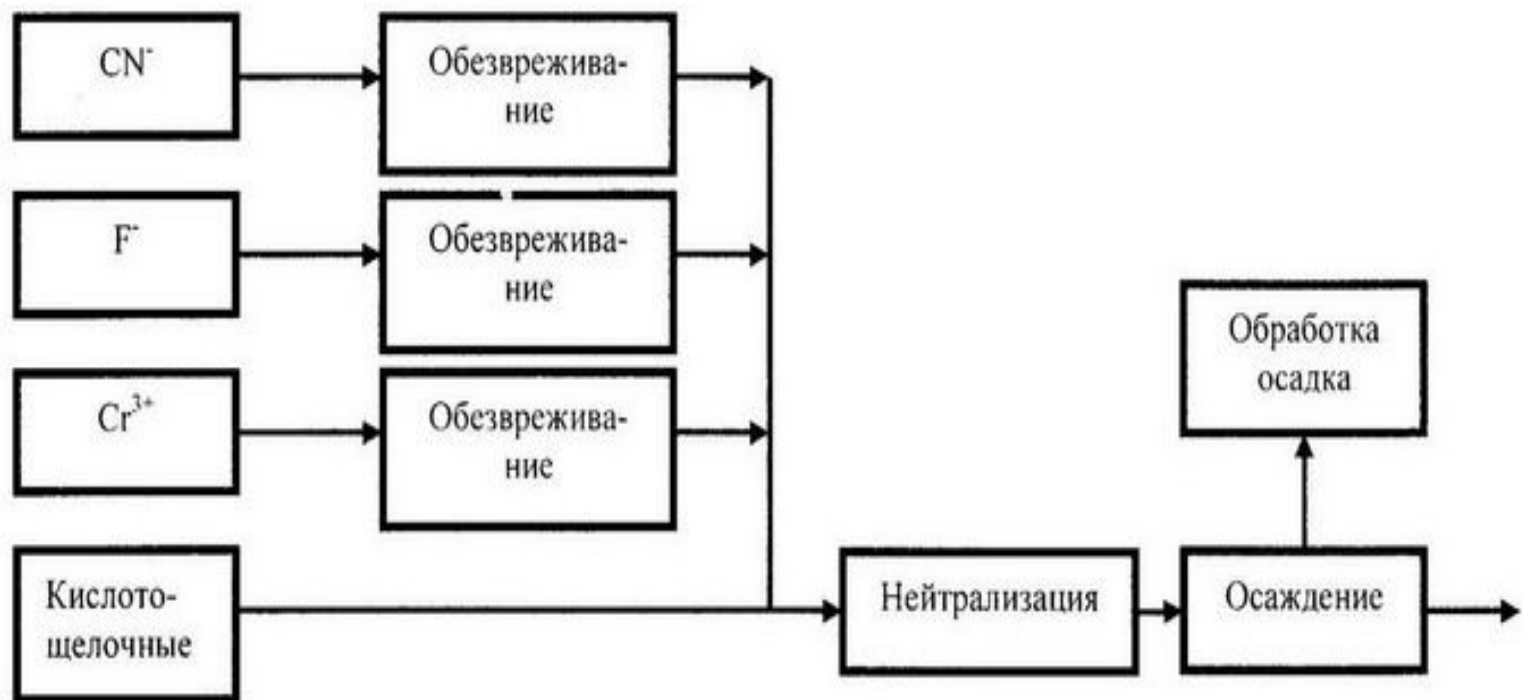 CN⁻
Обезврежива-
ние
F⁻
Обезврежива-
ние
Cr³⁺
Обезврежива-
ние
Обработка
осадка
Кислото-
щелочные
Нейтрализация
Осаждение